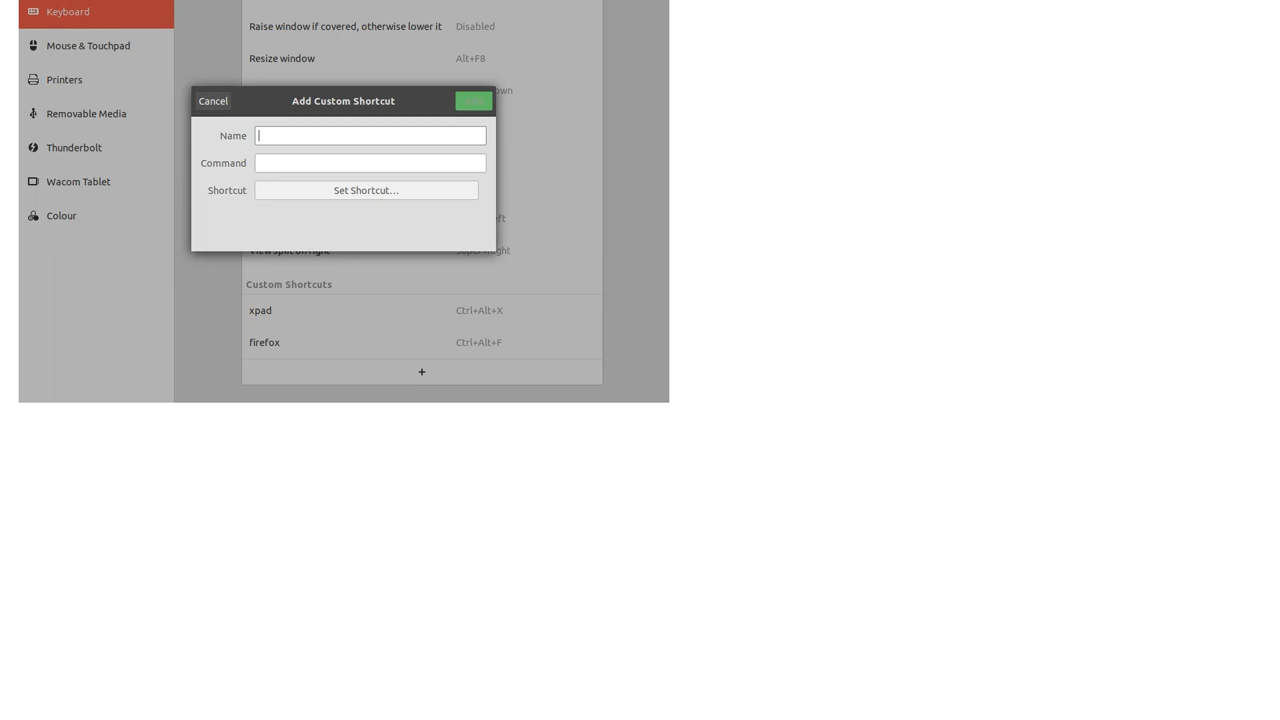 Keyboard
Mouse & Touchpad
Printers
Removable Media
Thunderbolt
Wacom Tablet
Colour
Raise window if covered, otherwise lower it Disabled
Resize window Alt+F8
Cancel Add Custom Shortcut
Name
Command
Shortcut Set Shortcut...
Custom Shortcuts
xpad Ctrl+Alt+X
firefox Ctrl+Alt+F
+